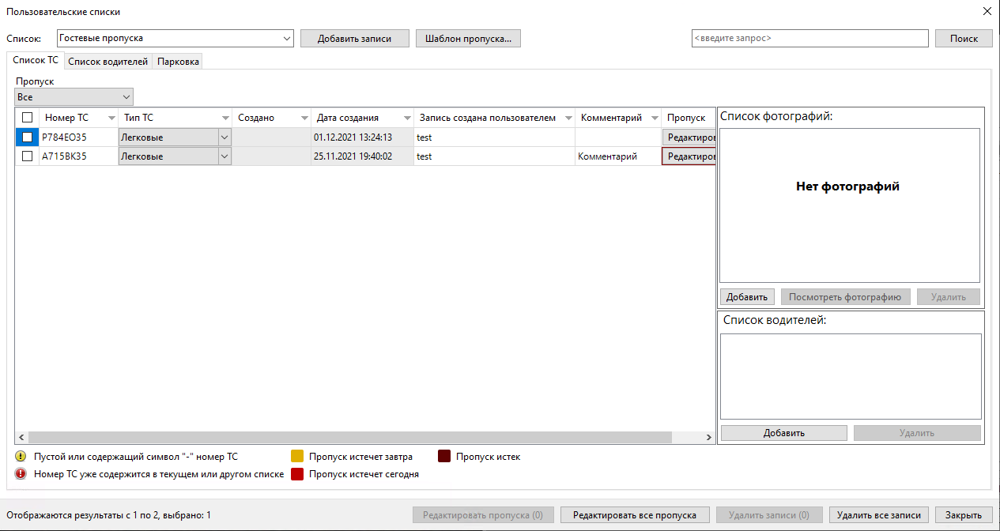 Пользовательские списки
Список: Гостевые пропуска Добавить записи Шаблон пропуска... <введите запрос> Поиск
Список ТС Список водителей Парковка
Пропуск
Все
Номер ТС Тип ТС Создано Дата создания Запись создана пользователем Комментарий Пропуск
Р784ЕО35 Легковые 01.12.2021 13:24:13 test Редактиров
А715ВК35 Легковые 25.11.2021 19:40:02 test Комментарий Редактиров
Список фотографий:
Нет фотографий
Добавить Посмотреть фотографию Удалить
Список водителей:
Добавить Удалить
Пустой или содержащий символ "-" номер ТС Пропуск истечет завтра Пропуск истек
Номер ТС уже содержится в текущем или другом списке Пропуск истечет сегодня
Отображаются результаты с 1 по 2, выбрано: 1 Редактировать пропуска (0) Редактировать все пропуска Удалить записи (0) Удалить все записи Закрыть